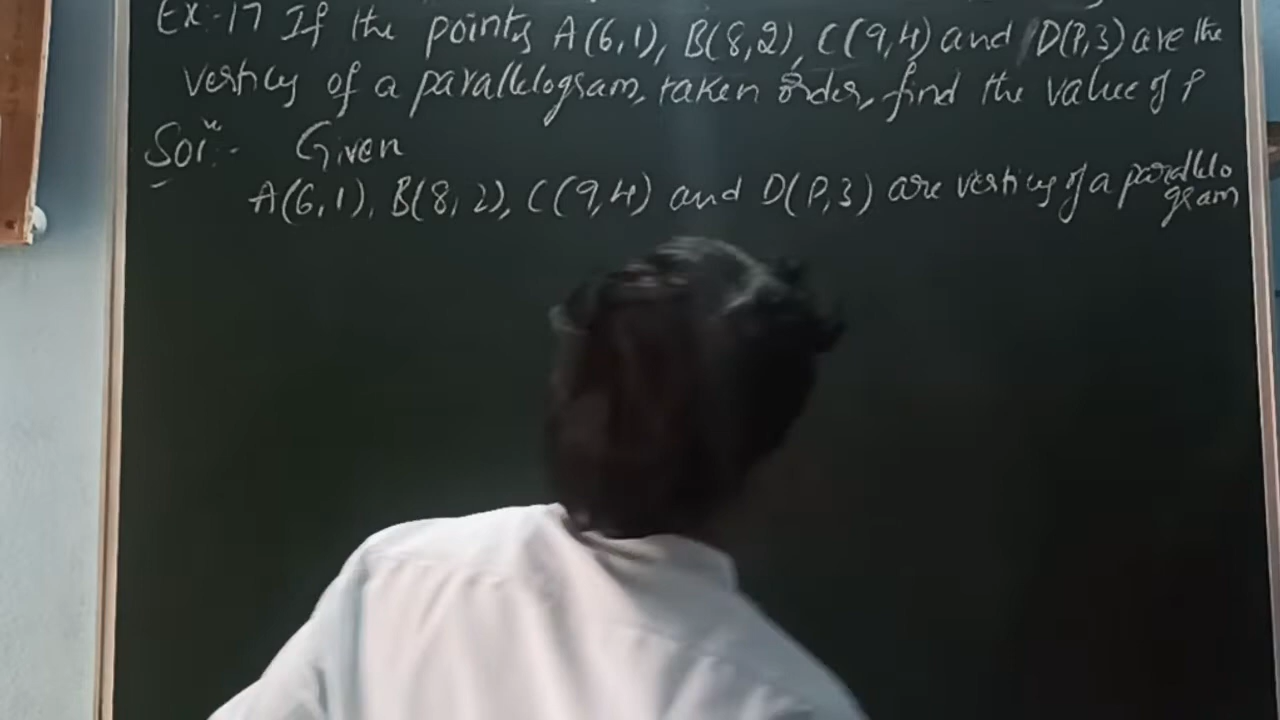 Ex:-17 If the points A(6,1), B(8,2), C(9,4) and D(P,3) are the
vertices of a parallelogram, taken order, find the value of P
Sol:- Given
A(6,1), B(8,2), C(9,4) and D(P,3) are vertices of a parallelo
gram